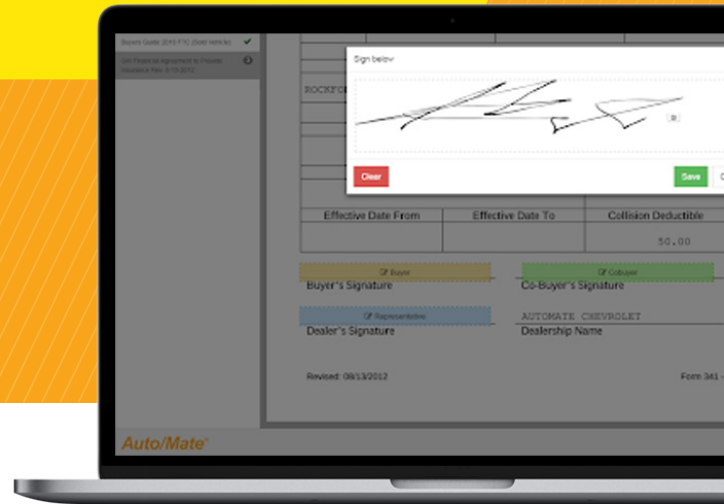 Buyers Guide 2016 FTC (Sold Vehicle)
Sign below
ROCKFO
Clear
Save
C
Effective Date From
Effective Date To
Collision Deductible
50.00
Buyer
Buyer's Signature
Cobuyer
Co-Buyer's Signature
Representative
Dealer's Signature
AUTOMATE CHEVROLET
Dealership Name
Revised: 08/13/2012
Form 341 -
Auto/Mate